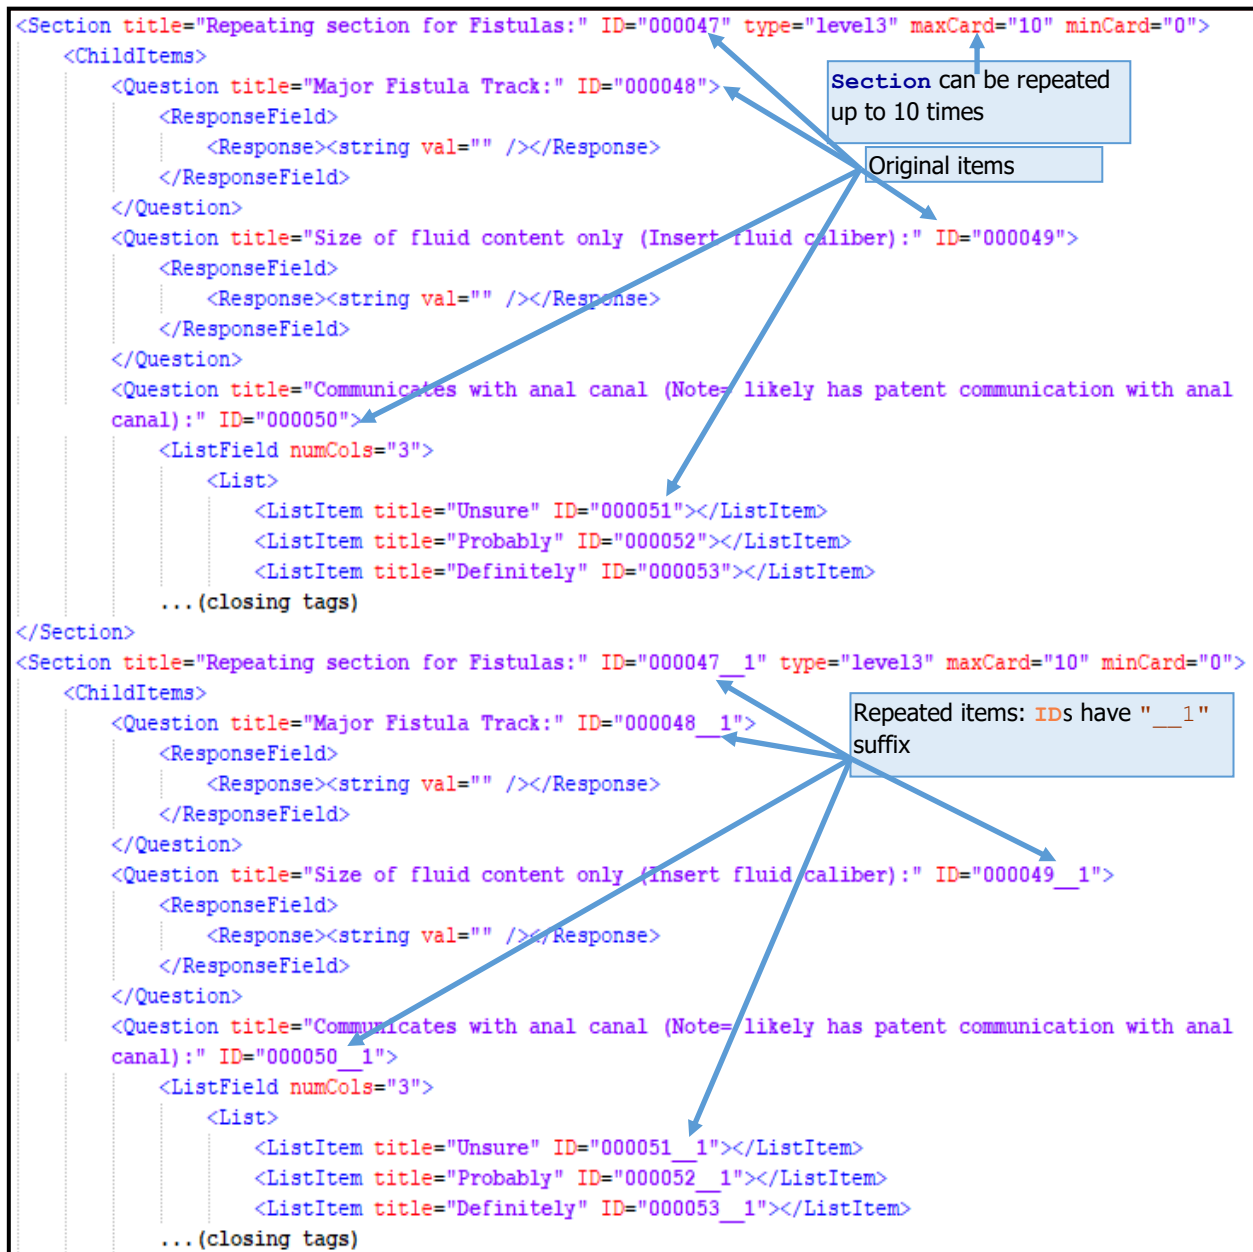 <Section title="Repeating section for Fistulas:" ID="000047" type="level3" maxCard="10" minCard="0">
<ChildItems>
<Question title="Major Fistula Track:" ID="000048">
Section can be repeated
up to 10 times
<ResponseField>
<Response><string val="" /></Response>
Original items
</ResponseField>
</Question>
<Question title="Size of fluid content only (Insert fluid caliber):" ID="000049">
<ResponseField>
<Response><string val="" /></Response>
</ResponseField>
</Question>
<Question title="Communicates with anal canal (Note= likely has patent communication with anal
canal):" ID="000050">
<ListField numCols="3">
<List>
<ListItem title="Unsure" ID="000051"></ListItem>
<ListItem title="Probably" ID="000052"></ListItem>
<ListItem title="Definitely" ID="000053"></ListItem>
...(closing tags)
</Section>
<Section title="Repeating section for Fistulas:" ID="000047__1" type="level3" maxCard="10" minCard="0">
<ChildItems>
<Question title="Major Fistula Track:" ID="000048__1">
Repeated items: IDs have "__1"
suffix
<ResponseField>
<Response><string val="" /></Response>
</ResponseField>
</Question>
<Question title="Size of fluid content only (Insert fluid caliber):" ID="000049__1">
<ResponseField>
<Response><string val="" /></Response>
</ResponseField>
</Question>
<Question title="Communicates with anal canal (Note= likely has patent communication with anal
canal):" ID="000050__1">
<ListField numCols="3">
<List>
<ListItem title="Unsure" ID="000051__1"></ListItem>
<ListItem title="Probably" ID="000052__1"></ListItem>
<ListItem title="Definitely" ID="000053__1"></ListItem>
...(closing tags)